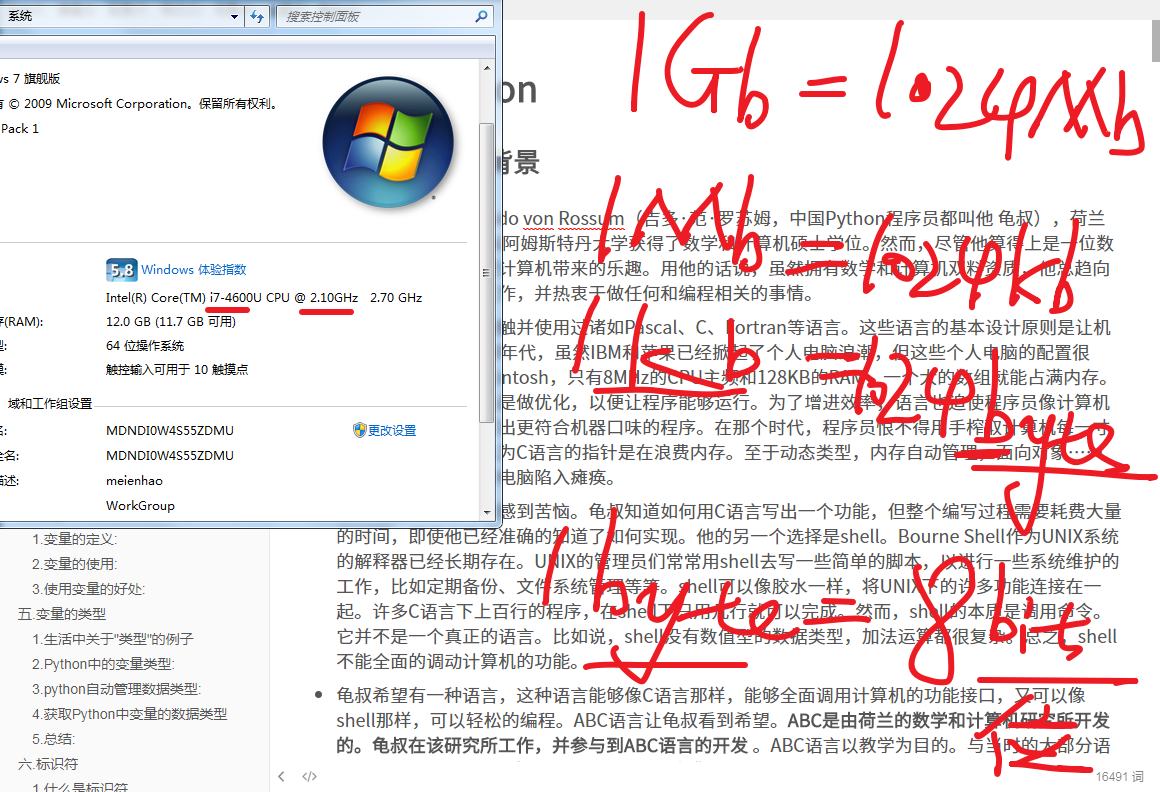 系统
搜索控制面板
ws 7 旗舰版
© 2009 Microsoft Corporation。保留所有权利。
Pack 1
5.8 Windows 体验指数
Intel(R) Core(TM) i7-4600U CPU @ 2.10GHz 2.70 GHz
(RAM): 12.0 GB (11.7 GB 可用)
64 位操作系统
触控输入可用于 10 触摸点
域和工作组设置
MDNDI0W4S55ZDMU
更改设置
MDNDI0W4S55ZDMU
meienhao
WorkGroup
1Gb = 1024Mb
1Mb = 1024kb
1kb = 1024byte
1byte = 8bit
位
on
背景
do von Rossum（吉多·范·罗苏姆，中国Python程序员都叫他 龟叔），荷兰
阿姆斯特丹大学获得了数学和计算机硕士学位。然而，尽管他算得上是一位数
计算机带来的乐趣。用他的话说，虽然拥有数学和计算机双料资质，他总趋向
作，并热衷于做任何和编程相关的事情。
触并使用过诸如Pascal、C、Fortran等语言。这些语言的基本设计原则是让机
年代，虽然IBM和苹果已经掀起了个人电脑浪潮，但这些个人电脑的配置很
ntosh，只有8MHz的CPU主频和128KB的RAM，一个大的数组就能占满内存。
是做优化，以便让程序能够运行。为了增进效率，语言也迫使程序员像计算机
出更符合机器口味的程序。在那个时代，程序员恨不得用手榨取计算机每一寸
为C语言的指针是在浪费内存。至于动态类型，内存自动管理，面向对象……
电脑陷入瘫痪。
感到苦恼。龟叔知道如何用C语言写出一个功能，但整个编写过程需要耗费大量
的时间，即使他已经准确的知道了如何实现。他的另一个选择是shell。Bourne Shell作为UNIX系统
的解释器已经长期存在。UNIX的管理员们常常用shell去写一些简单的脚本，以进行一些系统维护的
工作，比如定期备份、文件系统管理等等。shell可以像胶水一样，将UNIX下的许多功能连接在一
起。许多C语言下上百行的程序，在shell下只用几行就可以完成。然而，shell的本质是调用命令。
它并不是一个真正的语言。比如说，shell没有数值型的数据类型，加法运算都很复杂。总之，shell
不能全面的调动计算机的功能。
龟叔希望有一种语言，这种语言能够像C语言那样，能够全面调用计算机的功能接口，又可以像
shell那样，可以轻松的编程。ABC语言让龟叔看到希望。ABC是由荷兰的数学和计算机研究所开发
的。龟叔在该研究所工作，并参与到ABC语言的开发 。ABC语言以教学为目的。与当时的大部分语
1.变量的定义:
2.变量的使用:
3.使用变量的好处:
五.变量的类型
1.生活中关于"类型"的例子
2.Python中的变量类型:
3.python自动管理数据类型:
4.获取Python中变量的数据类型
5.总结:
六.标识符
1.什么是标识符
16491 词